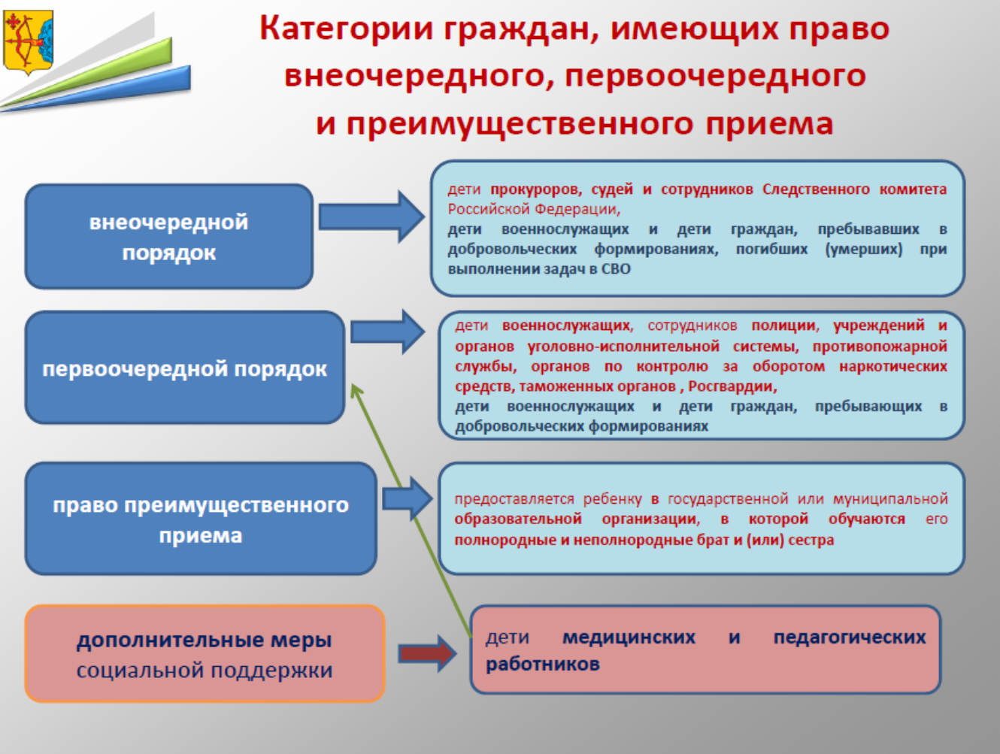 Категории граждан, имеющих право
внеочередного, первоочередного
и преимущественного приема
внеочередной
порядок
дети прокуроров, судей и сотрудников Следственного комитета
Российской Федерации,
дети военнослужащих и дети граждан, пребывавших в
добровольческих формированиях, погибших (умерших) при
выполнении задач в СВО
первоочередной порядок
дети военнослужащих, сотрудников полиции, учреждений и
органов уголовно-исполнительной системы, противопожарной
службы, органов по контролю за оборотом наркотических
средств, таможенных органов , Росгвардии,
дети военнослужащих и дети граждан, пребывающих в
добровольческих формированиях
право преимущественного
приема
предоставляется ребенку в государственной или муниципальной
образовательной организации, в которой обучаются его
полнородные и неполнородные брат и (или) сестра
дополнительные меры
социальной поддержки
дети медицинских и педагогических
работников